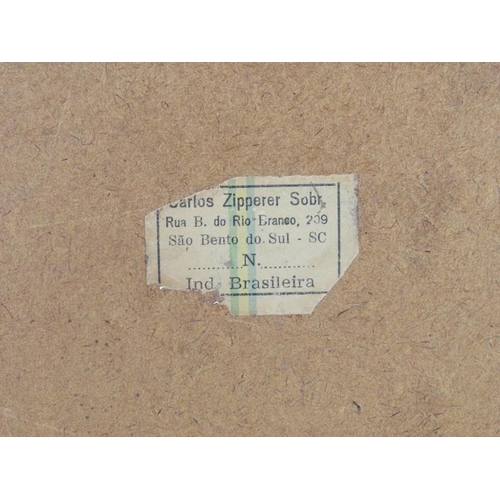 Carlos Zipperer Sobr.
Rua B. do Rio Branco, 209
São Bento do Sul - SC
N.
Ind. Brasileira